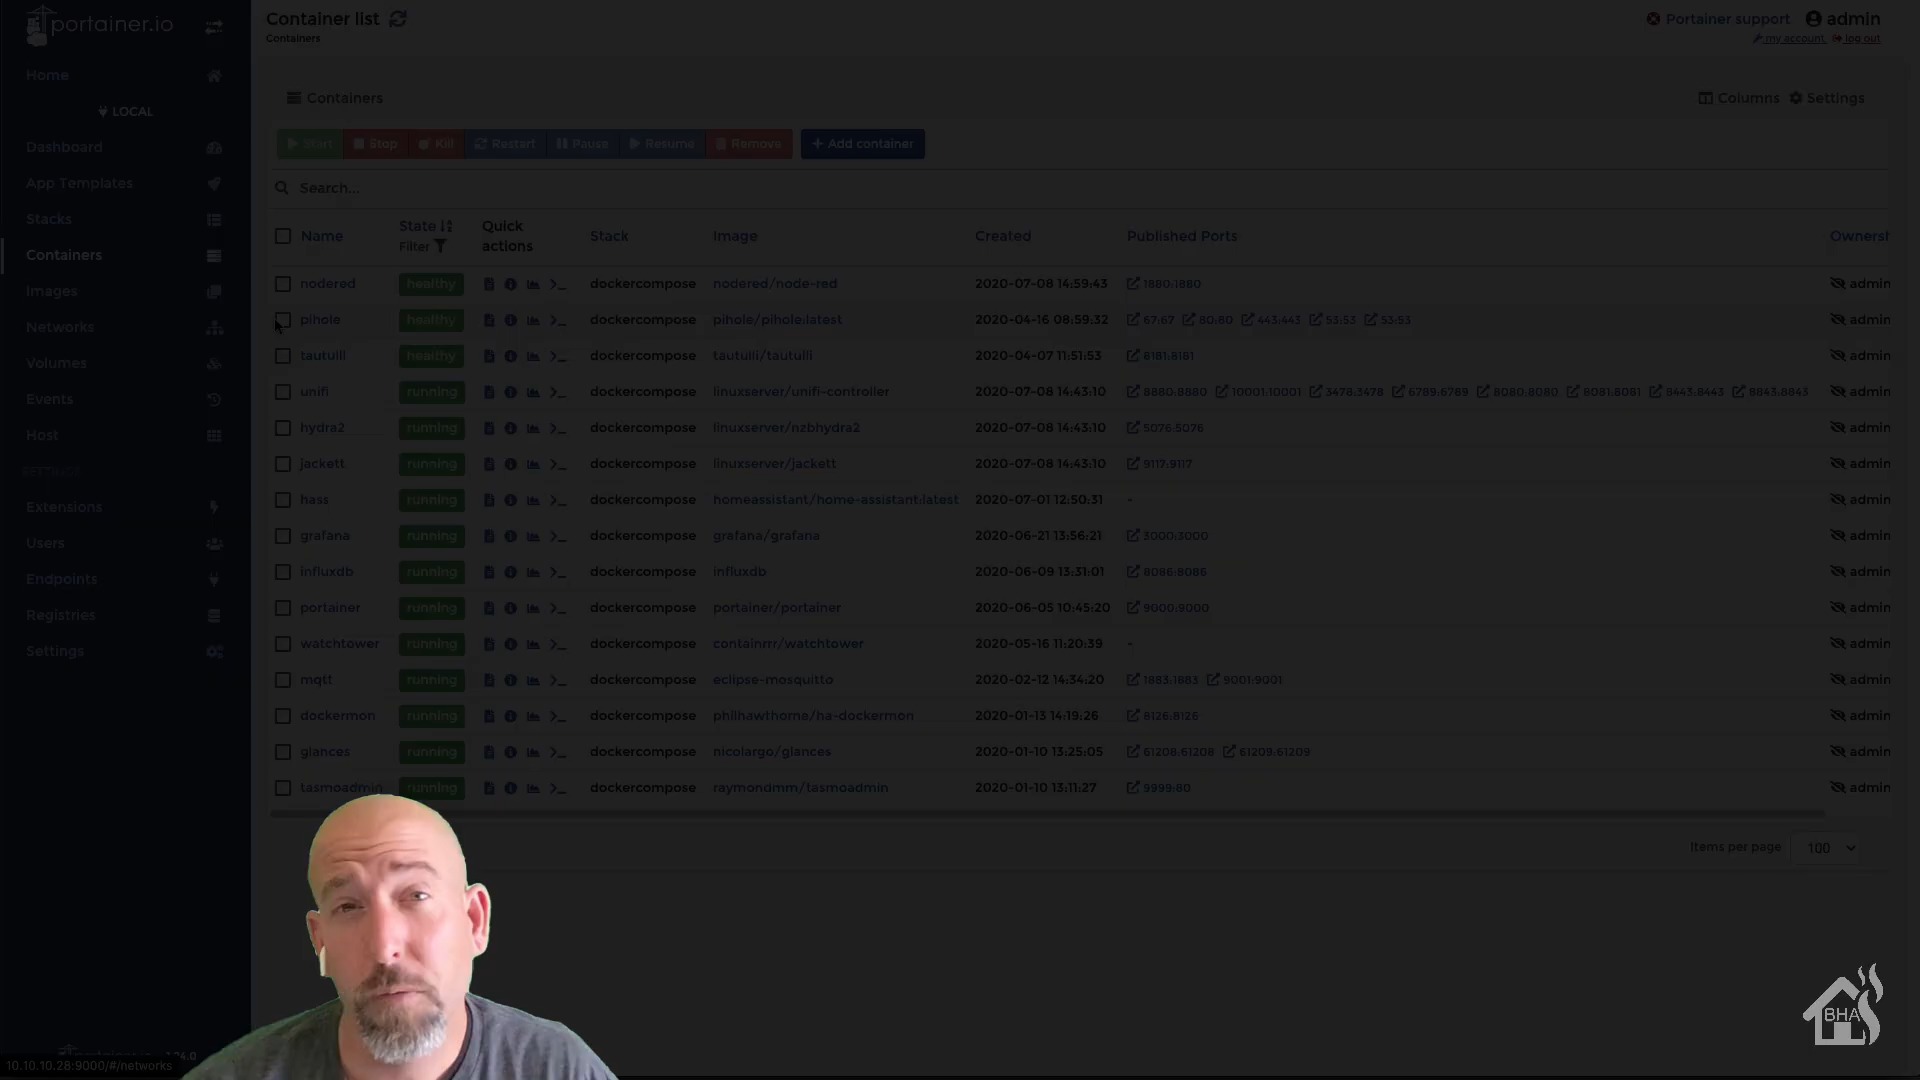 portainer.io
Container list
Containers
Portainer support admin
my account log out
Home
LOCAL
Dashboard
App Templates
Stacks
Containers
Images
Networks
Volumes
Events
Host
SETTINGS
Extensions
Users
Endpoints
Registries
Settings
Containers
Columns Settings
Start Stop Kill Restart Pause Resume Remove + Add container
Search...
Name State Filter Quick actions Stack Image Created Published Ports Ownersh
nodered healthy dockercompose nodered/node-red 2020-07-08 14:59:43 1880:1880 admin
pihole healthy dockercompose pihole/pihole:latest 2020-04-16 08:59:32 67:67 80:80 443:443 53:53 53:53 admin
tautulli healthy dockercompose tautulli/tautulli 2020-04-07 11:51:53 8181:8181 admin
unifi running dockercompose linuxserver/unifi-controller 2020-07-08 14:43:10 8880:8880 10001:10001 3478:3478 6789:6789 8080:8080 8081:8081 8443:8443 8843:8843 admin
hydra2 running dockercompose linuxserver/nzbhydra2 2020-07-08 14:43:10 5076:5076 admin
jackett running dockercompose linuxserver/jackett 2020-07-08 14:43:10 9117:9117 admin
hass running dockercompose homeassistant/home-assistant:latest 2020-07-01 12:50:31 - admin
grafana running dockercompose grafana/grafana 2020-06-21 13:56:21 3000:3000 admin
influxdb running dockercompose influxdb 2020-06-09 13:31:01 8086:8086 admin
portainer running dockercompose portainer/portainer 2020-06-05 10:45:20 9000:9000 admin
watchtower running dockercompose containrrr/watchtower 2020-05-16 11:20:39 - admin
mqtt running dockercompose eclipse-mosquitto 2020-02-12 14:34:20 1883:1883 9001:9001 admin
dockermon running dockercompose philhawthorne/ha-dockermon 2020-01-13 14:19:26 8126:8126 admin
glances running dockercompose nicolargo/glances 2020-01-10 13:25:05 61208:61208 61209:61209 admin
tasmoadmin running dockercompose raymondmm/tasmoadmin 2020-01-10 13:11:27 9999:80 admin
Items per page 100
BHA
10.10.10.28:9000/#/networks